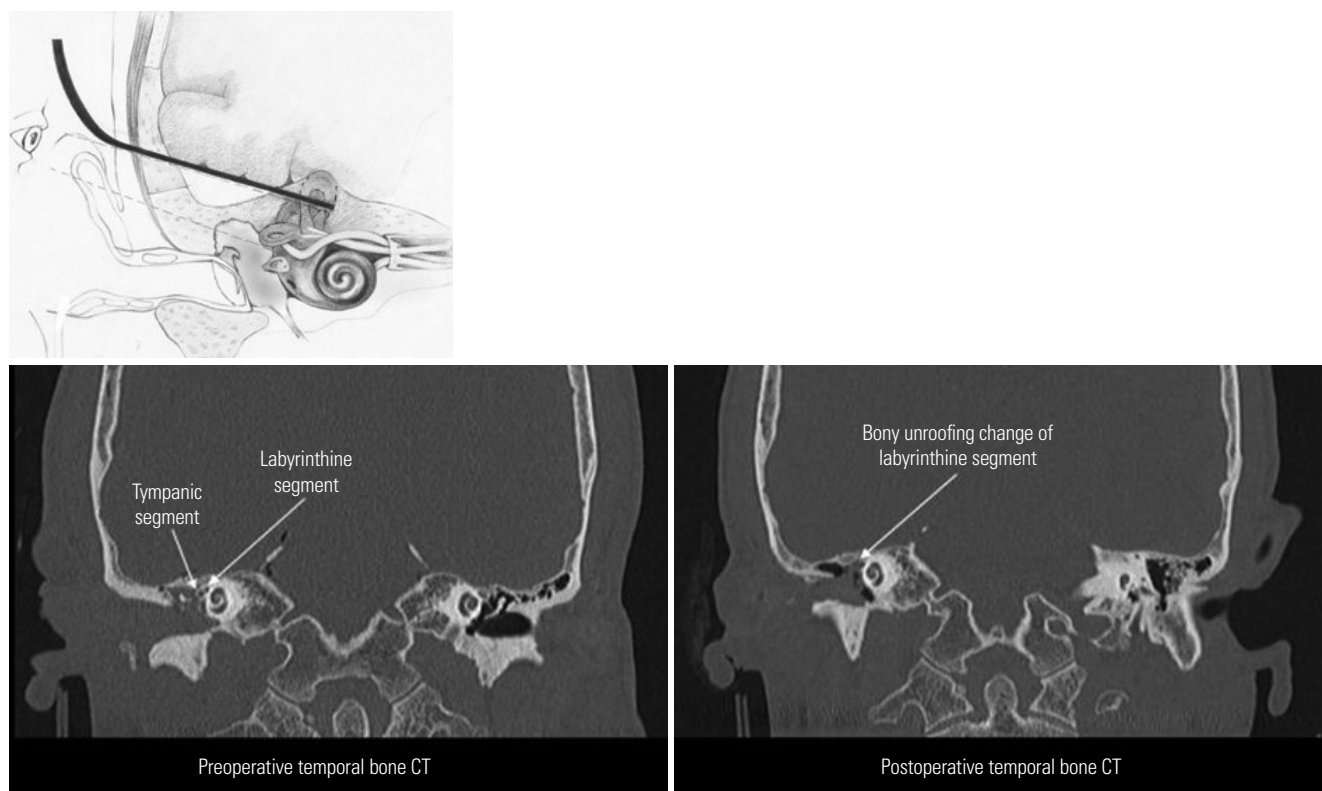 Labyrinthine
segment
Tympanic
segment
Preoperative temporal bone CT
Bony unroofing change of
labyrinthine segment
Postoperative temporal bone CT